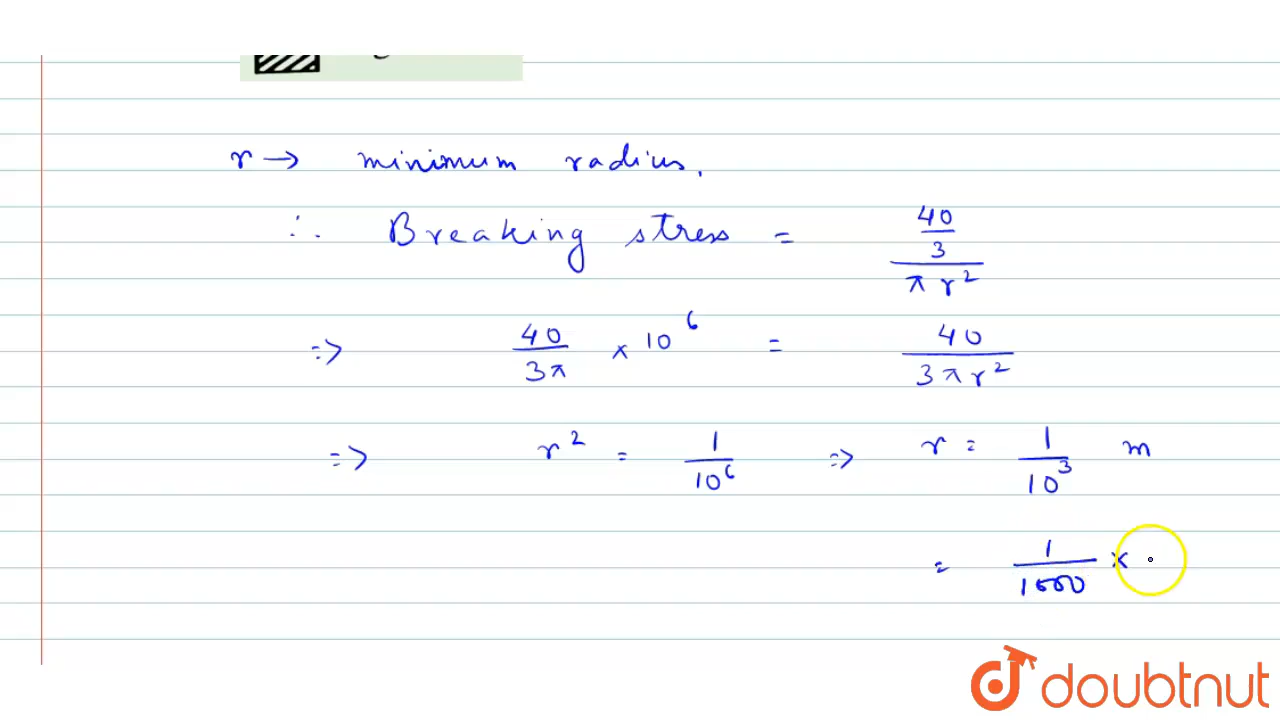 r → minimum radius.
∴ Breaking stress = (40/3)/(π r²)
=> 40/3π × 10⁶ = 40/3πr²
=> r² = 1/10⁶ => r = 1/10³ m
= 1/1000 ×
doubtnut